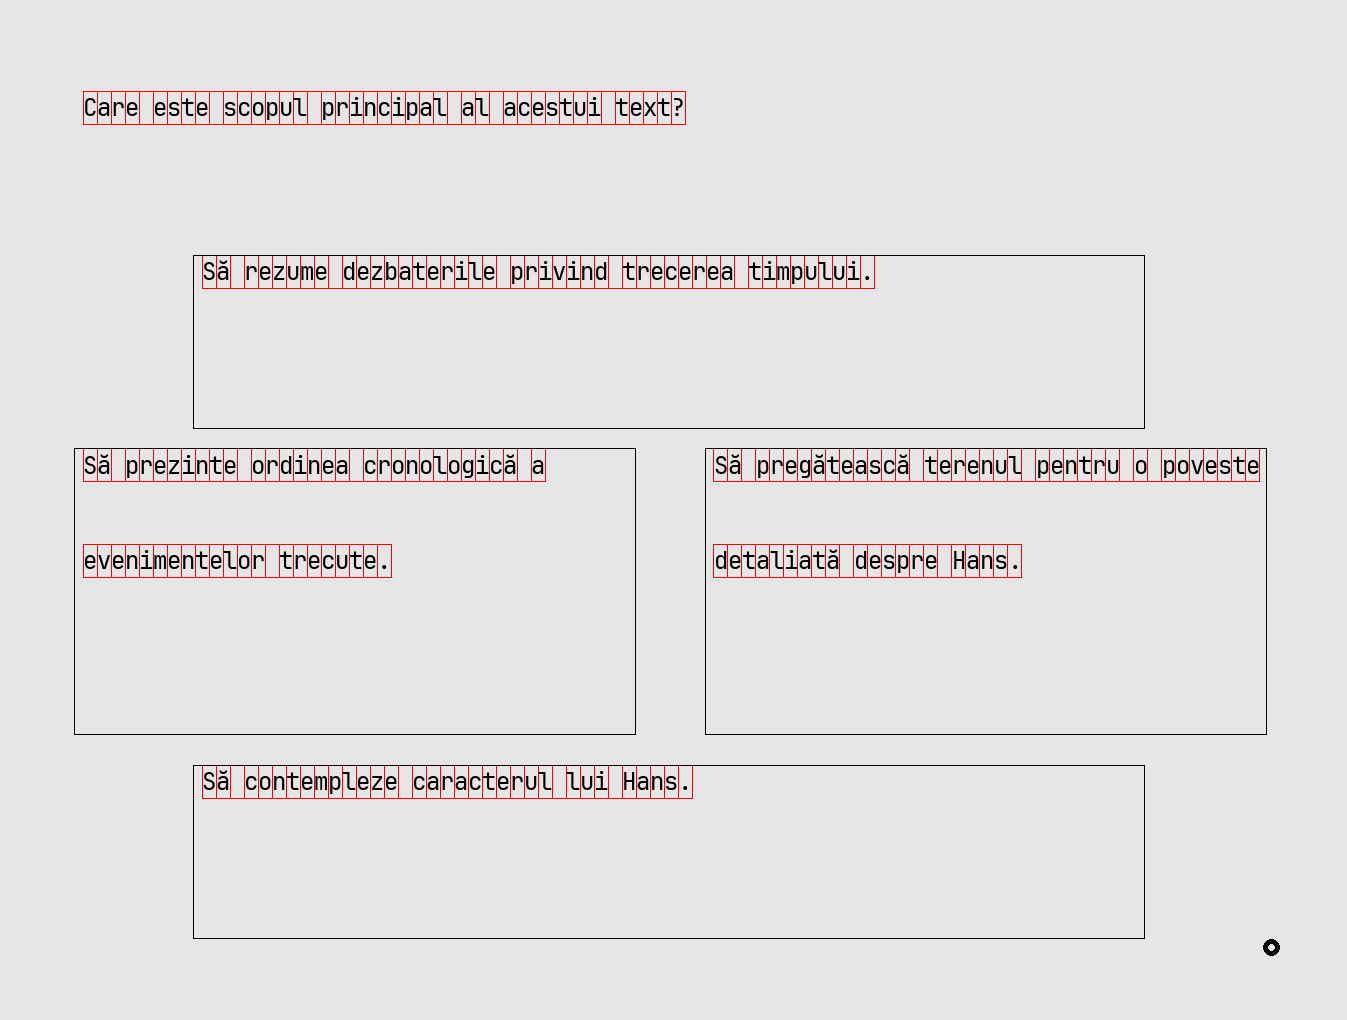 Care este scopul principal al acestui text?
Să rezume dezbaterile privind trecerea timpului.
Să prezinte ordinea cronologică a
evenimentelor trecute.
Să pregătească terenul pentru o poveste
detaliată despre Hans.
Să contempleze caracterul lui Hans.